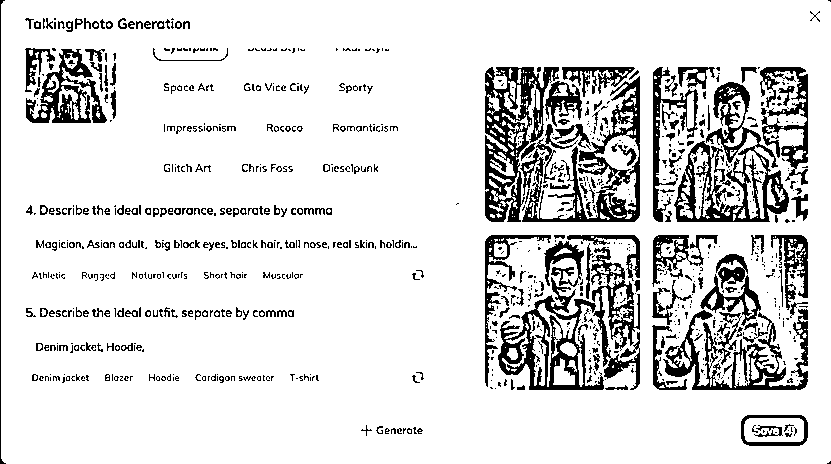 TalkingPhoto Generation
Cyberpunk Pixar Style
Space Art Gta Vice City Sporty
Impressionism Rococo Romanticism
Glitch Art Chris Foss Dieselpunk
4. Describe the ideal appearance, separate by comma
Magician, Asian adult, big black eyes, black hair, tall nose, real skin, holdin...
Athletic Rugged Natural curls Short hair Muscular
5. Describe the ideal outfit, separate by comma
Denim jacket, Hoodie,
Denim jacket Blazer Hoodie Cardigan sweater T-shirt
+ Generate
Save (4)